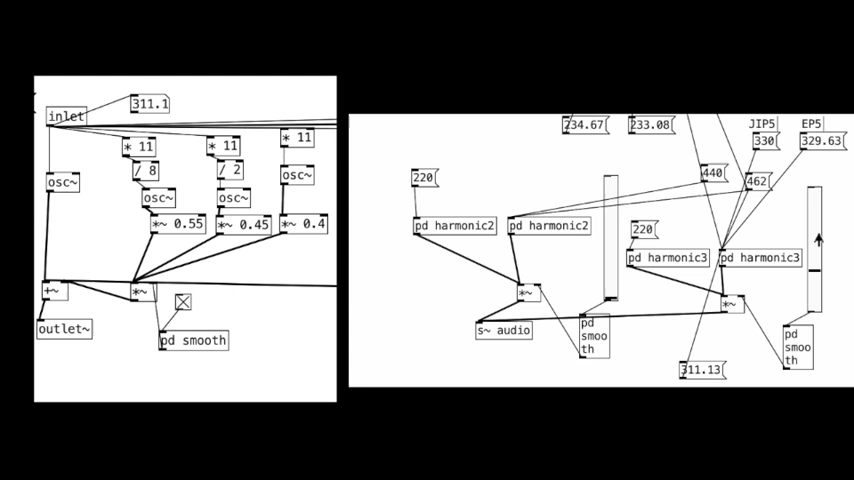 311.1
inlet
* 11
* 11
* 11
/ 8
/ 2
osc~
osc~
osc~
osc~
*~ 0.55
*~ 0.45
*~ 0.4
+~
*~
outlet~
pd smooth
234.67
233.08
JIP5
EP5
330
329.63
220
440
462
pd harmonic2
pd harmonic2
220
pd harmonic3
pd harmonic3
*~
*~
s~ audio
pd
smoo
th
pd
smoo
th
311.13